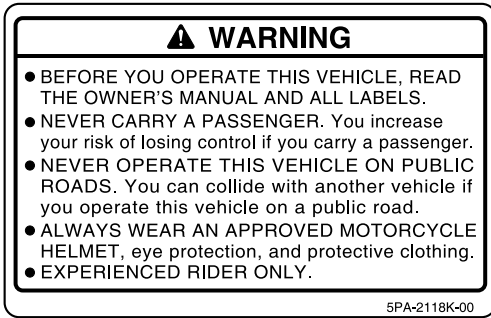 WARNING
● BEFORE YOU OPERATE THIS VEHICLE, READ
THE OWNER'S MANUAL AND ALL LABELS.
● NEVER CARRY A PASSENGER. You increase
your risk of losing control if you carry a passenger.
● NEVER OPERATE THIS VEHICLE ON PUBLIC
ROADS. You can collide with another vehicle if
you operate this vehicle on a public road.
● ALWAYS WEAR AN APPROVED MOTORCYCLE
HELMET, eye protection, and protective clothing.
● EXPERIENCED RIDER ONLY.
5PA-2118K-00